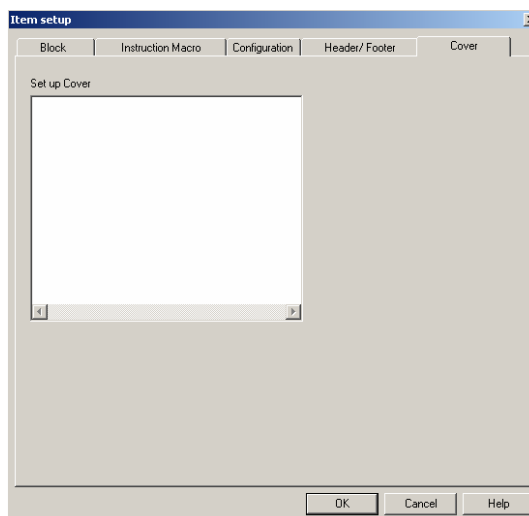 Item setup
Block
Instruction Macro
Configuration
Header/ Footer
Cover
Set up Cover
OK
Cancel
Help